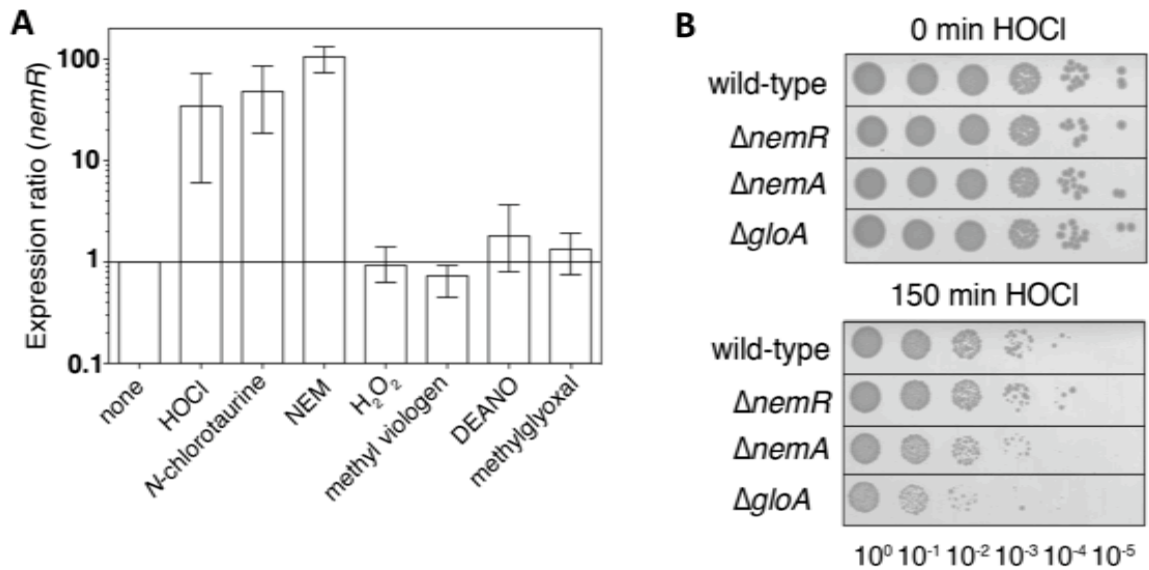 A
Expression ratio (nemR)
100
10
1
0.1
none
HOCl
N-chlorotaurine
NEM
H₂O₂
methyl viologen
DEANO
methylglyoxal
B
0 min HOCl
wild-type
ΔnemR
ΔnemA
ΔgloA
150 min HOCl
wild-type
ΔnemR
ΔnemA
ΔgloA
10⁰ 10⁻¹ 10⁻² 10⁻³ 10⁻⁴ 10⁻⁵